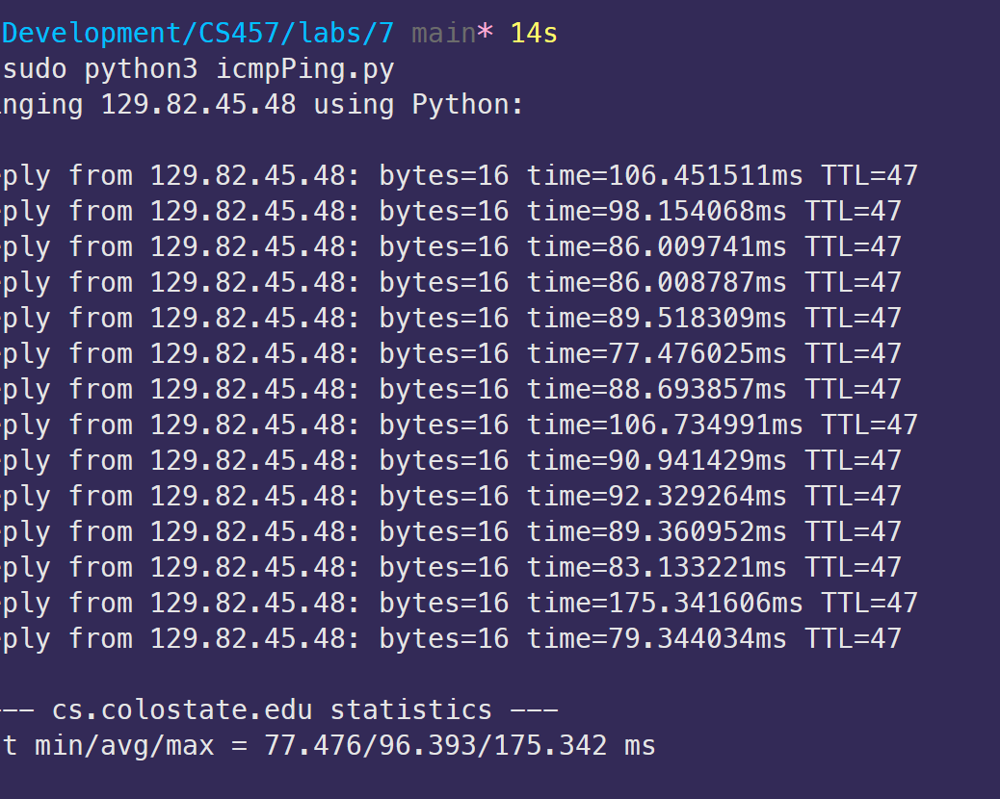 Development/CS457/labs/7 main* 14s
sudo python3 icmpPing.py
nging 129.82.45.48 using Python:
ply from 129.82.45.48: bytes=16 time=106.451511ms TTL=47
ply from 129.82.45.48: bytes=16 time=98.154068ms TTL=47
ply from 129.82.45.48: bytes=16 time=86.009741ms TTL=47
ply from 129.82.45.48: bytes=16 time=86.008787ms TTL=47
ply from 129.82.45.48: bytes=16 time=89.518309ms TTL=47
ply from 129.82.45.48: bytes=16 time=77.476025ms TTL=47
ply from 129.82.45.48: bytes=16 time=88.693857ms TTL=47
ply from 129.82.45.48: bytes=16 time=106.734991ms TTL=47
ply from 129.82.45.48: bytes=16 time=90.941429ms TTL=47
ply from 129.82.45.48: bytes=16 time=92.329264ms TTL=47
ply from 129.82.45.48: bytes=16 time=89.360952ms TTL=47
ply from 129.82.45.48: bytes=16 time=83.133221ms TTL=47
ply from 129.82.45.48: bytes=16 time=175.341606ms TTL=47
ply from 129.82.45.48: bytes=16 time=79.344034ms TTL=47
--- cs.colostate.edu statistics ---
t min/avg/max = 77.476/96.393/175.342 ms